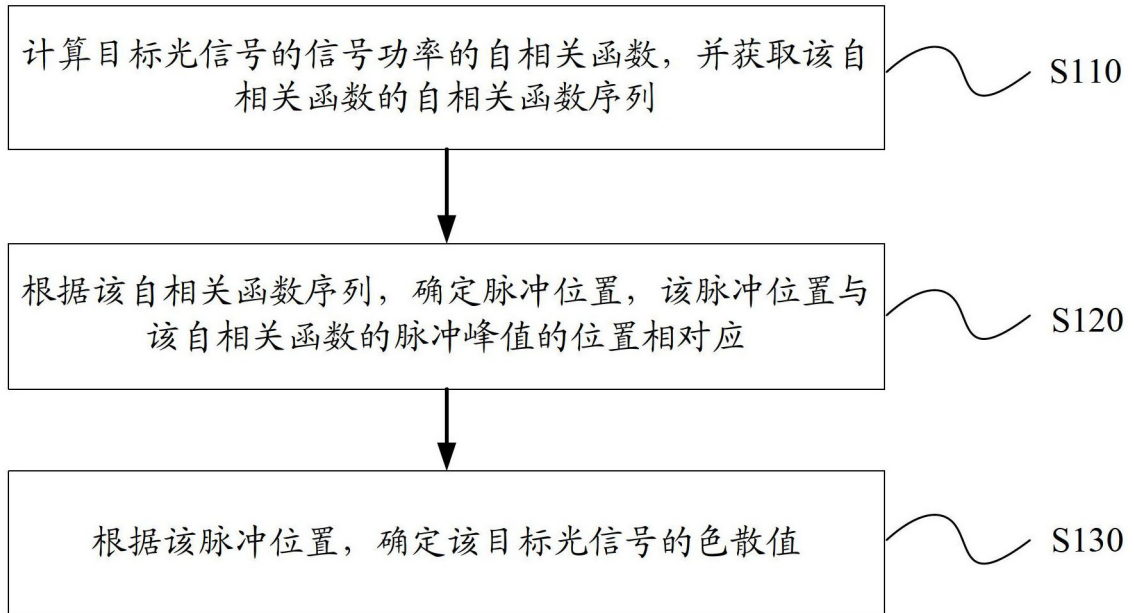 计算目标光信号的信号功率的自相关函数，并获取该自
相关函数的自相关函数序列
S110
根据该自相关函数序列，确定脉冲位置，该脉冲位置与
该自相关函数的脉冲峰值的位置相对应
S120
根据该脉冲位置，确定该目标光信号的色散值
S130